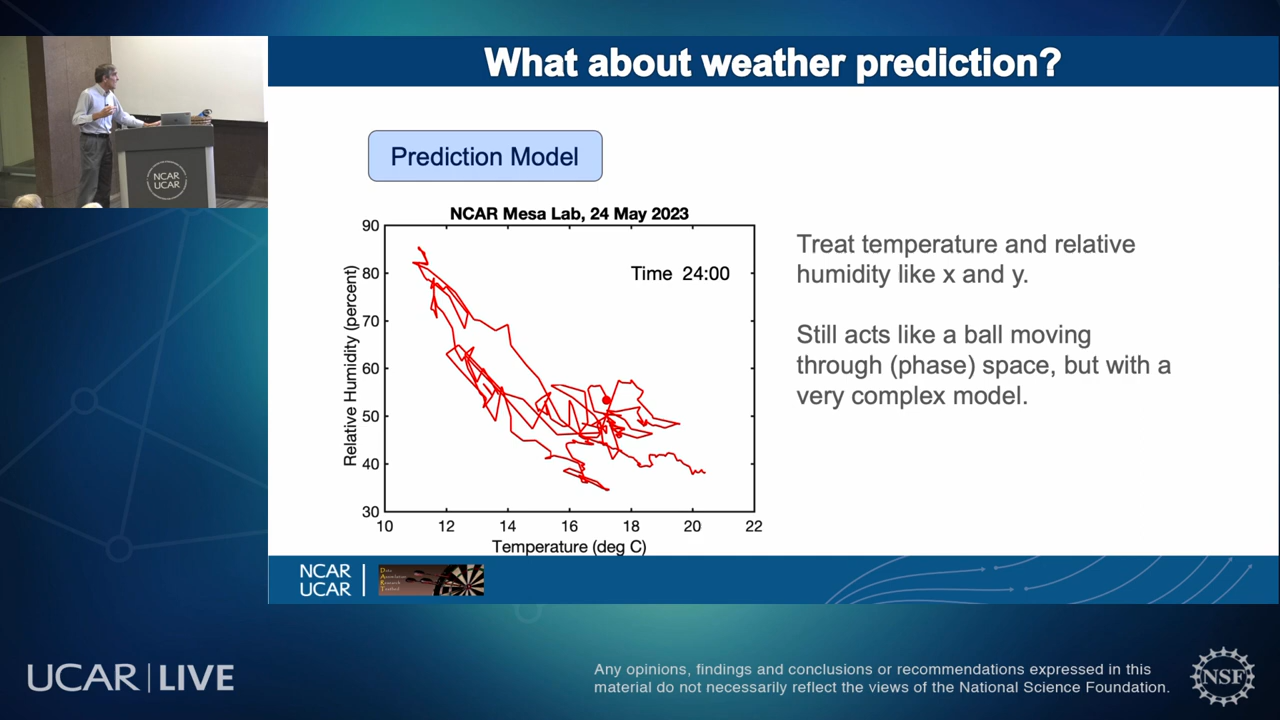 What about weather prediction?
Prediction Model
NCAR Mesa Lab, 24 May 2023
Time 24:00
90
80
70
60
50
40
30
10
12
14
16
18
20
22
Relative Humidity (percent)
Temperature (deg C)
Treat temperature and relative
humidity like x and y.
Still acts like a ball moving
through (phase) space, but with a
very complex model.
NCAR
UCAR
NCAR
UCAR
Data
Assimilation
Research
Testbed
UCAR | LIVE
Any opinions, findings and conclusions or recommendations expressed in this
material do not necessarily reflect the views of the National Science Foundation.
NSF